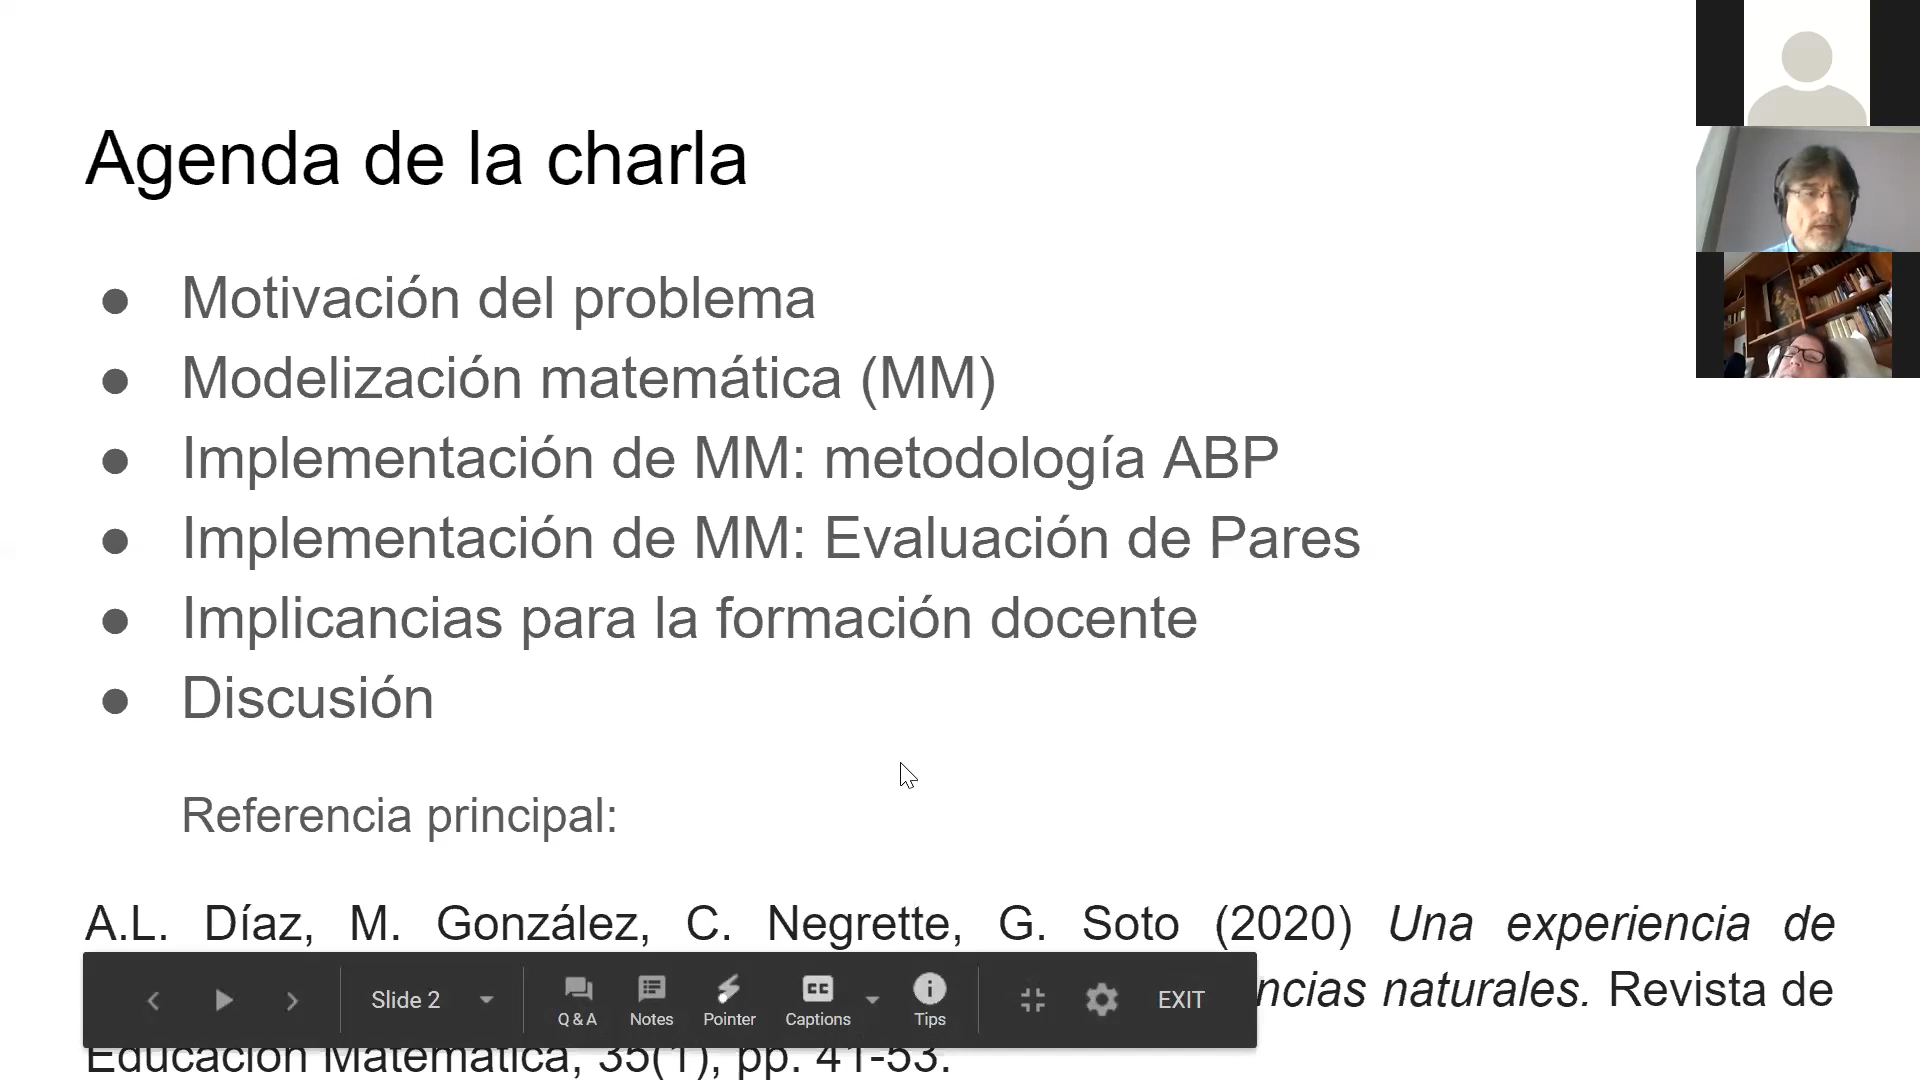 Agenda de la charla
● Motivación del problema
● Modelización matemática (MM)
● Implementación de MM: metodología ABP
● Implementación de MM: Evaluación de Pares
● Implicancias para la formación docente
● Discusión
Referencia principal:
A.L. Díaz, M. González, C. Negrette, G. Soto (2020) Una experiencia de
ncias naturales. Revista de
Educación Matemática, 35(1), pp. 41-53.
Slide 2
Q & A
Notes
Pointer
Captions
Tips
EXIT